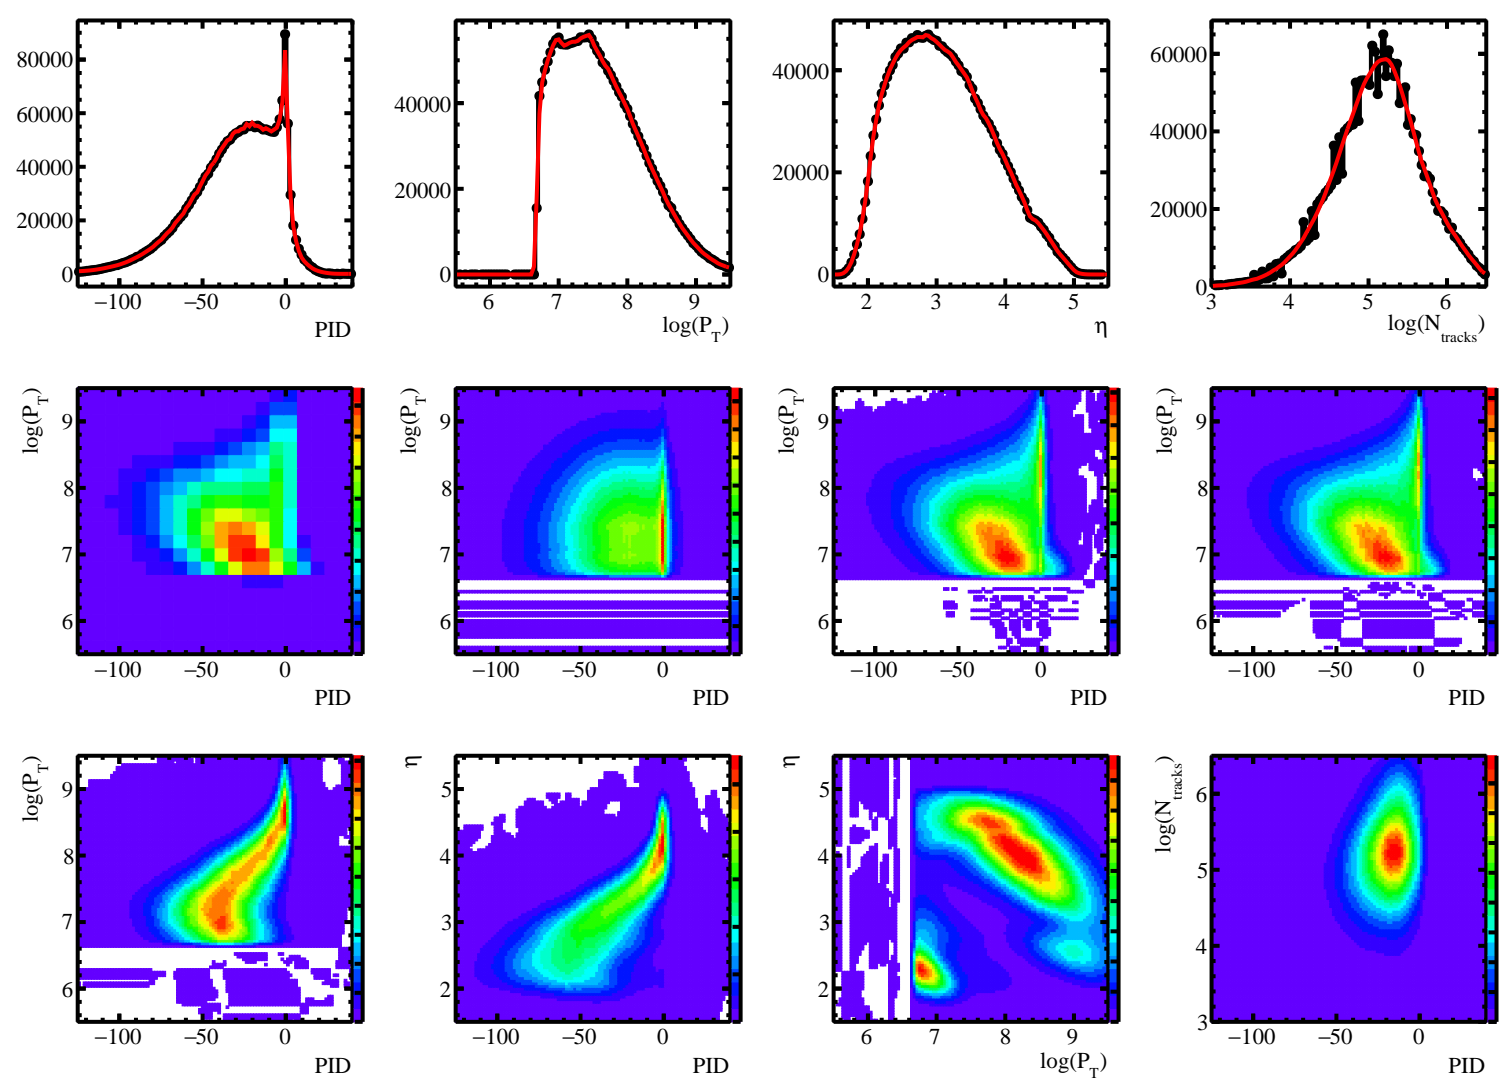 80000
60000
40000
20000
0
−100 −50 0
PID
40000
20000
0
6 7 8 9
log(P_T)
40000
20000
0
2 3 4 5
η
60000
40000
20000
0
3 4 5 6
log(N_tracks)
log(P_T)
9
8
7
6
−100 −50 0
PID
log(P_T)
9
8
7
6
−100 −50 0
PID
log(P_T)
9
8
7
6
−100 −50 0
PID
log(P_T)
9
8
7
6
−100 −50 0
PID
log(P_T)
9
8
7
6
−100 −50 0
PID
η
5
4
3
2
−100 −50 0
PID
η
5
4
3
2
6 7 8 9
log(P_T)
log(N_tracks)
6
5
4
3
−100 −50 0
PID